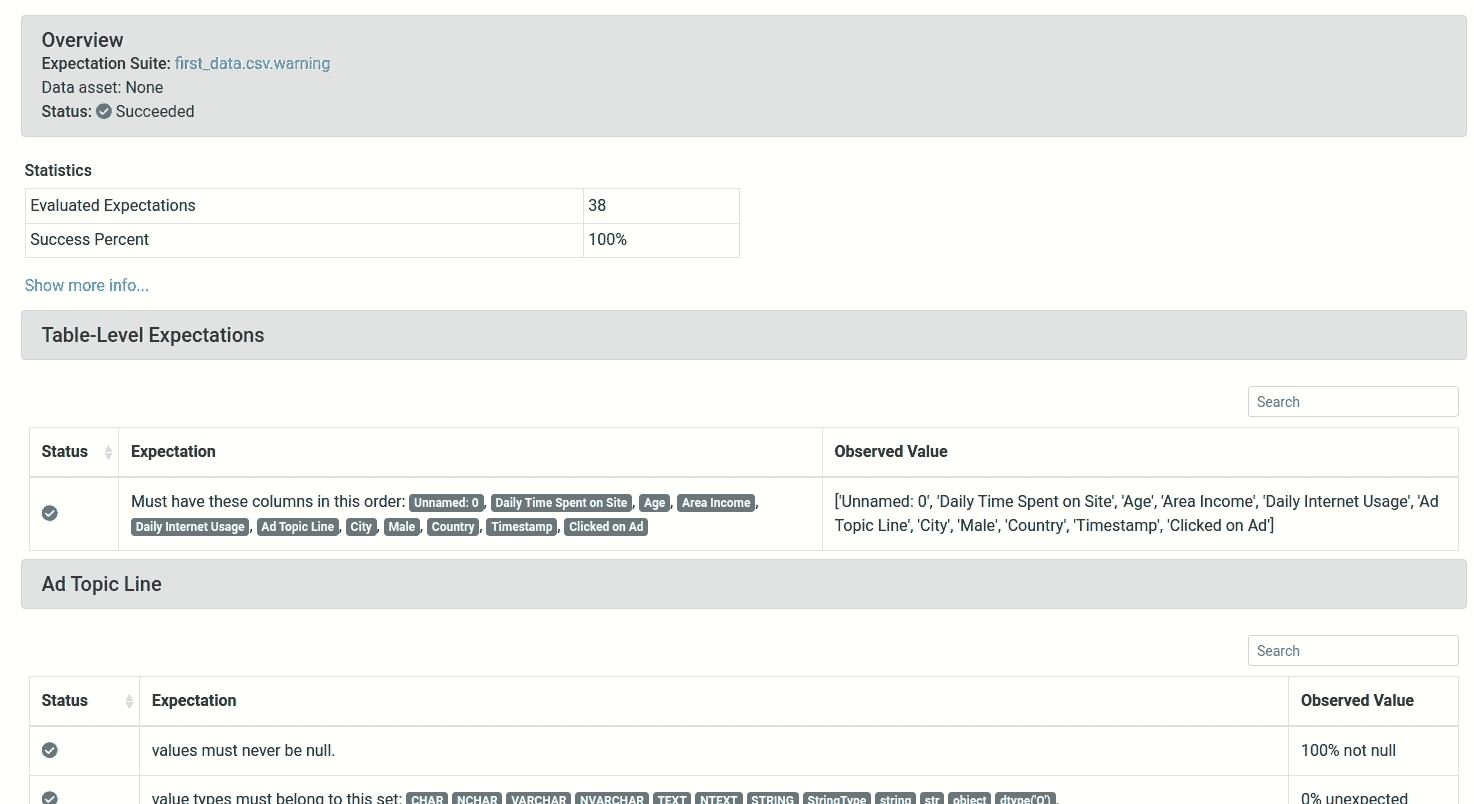 Overview
Expectation Suite: first_data.csv.warning
Data asset: None
Status: Succeeded
Statistics
Evaluated Expectations 38
Success Percent 100%
Show more info...
Table-Level Expectations
Search
Status Expectation Observed Value
Must have these columns in this order: Unnamed: 0, Daily Time Spent on Site, Age, Area Income,
Daily Internet Usage, Ad Topic Line, City, Male, Country, Timestamp, Clicked on Ad
['Unnamed: 0', 'Daily Time Spent on Site', 'Age', 'Area Income', 'Daily Internet Usage', 'Ad
Topic Line', 'City', 'Male', 'Country', 'Timestamp', 'Clicked on Ad']
Ad Topic Line
Search
Status Expectation Observed Value
values must never be null. 100% not null
value types must belong to this set: CHAR NCHAR VARCHAR NVARCHAR TEXT NTEXT STRING StringType string str object dtype('O'). 0% unexpected